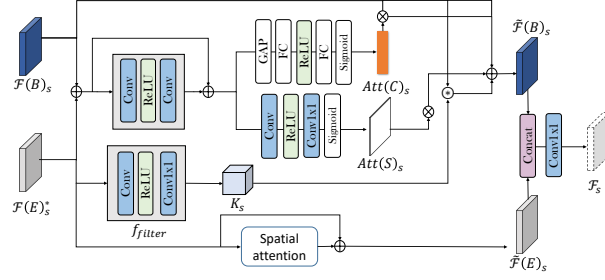 GAP
FC
ReLU
FC
Sigmoid
Att(C)ₛ
𝓕̃(B)ₛ
𝓕(B)ₛ
Conv
ReLU
Conv
Conv
ReLU
Conv1x1
Sigmoid
Att(S)ₛ
Concat
Conv1x1
𝓕ₛ
𝓕(E)*ₛ
Conv
ReLU
Conv1x1
Kₛ
f_filter
Spatial
attention
𝓕̃(E)ₛ